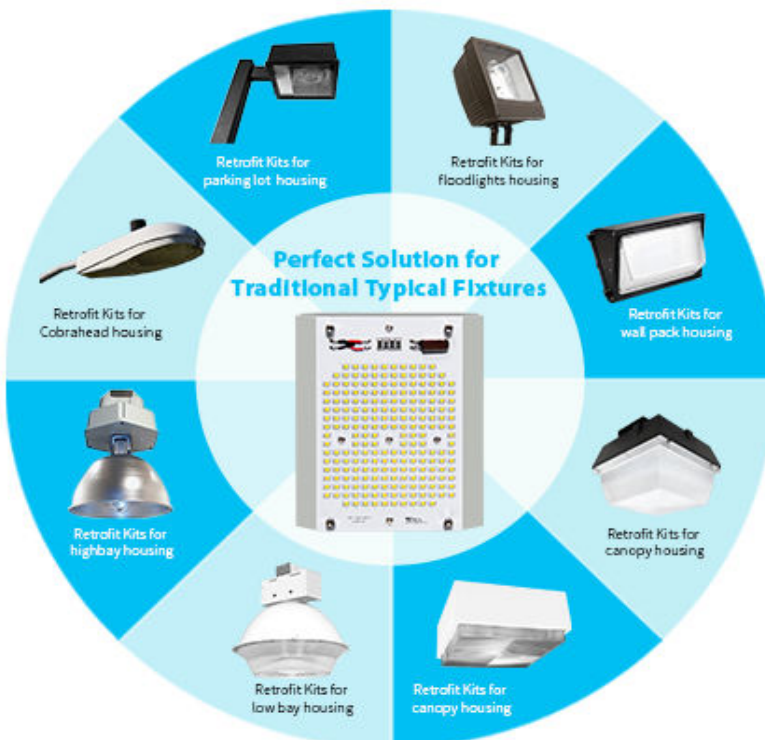 Retrofit Kits for
parking lot housing
Retrofit Kits for
floodlights housing
Retrofit Kits for
Cobrahead housing
Perfect Solution for
Traditional Typical Fixtures
Retrofit Kits for
wall pack housing
Retrofit Kits for
highbay housing
Retrofit Kits for
canopy housing
Retrofit Kits for
low bay housing
Retrofit Kits for
canopy housing